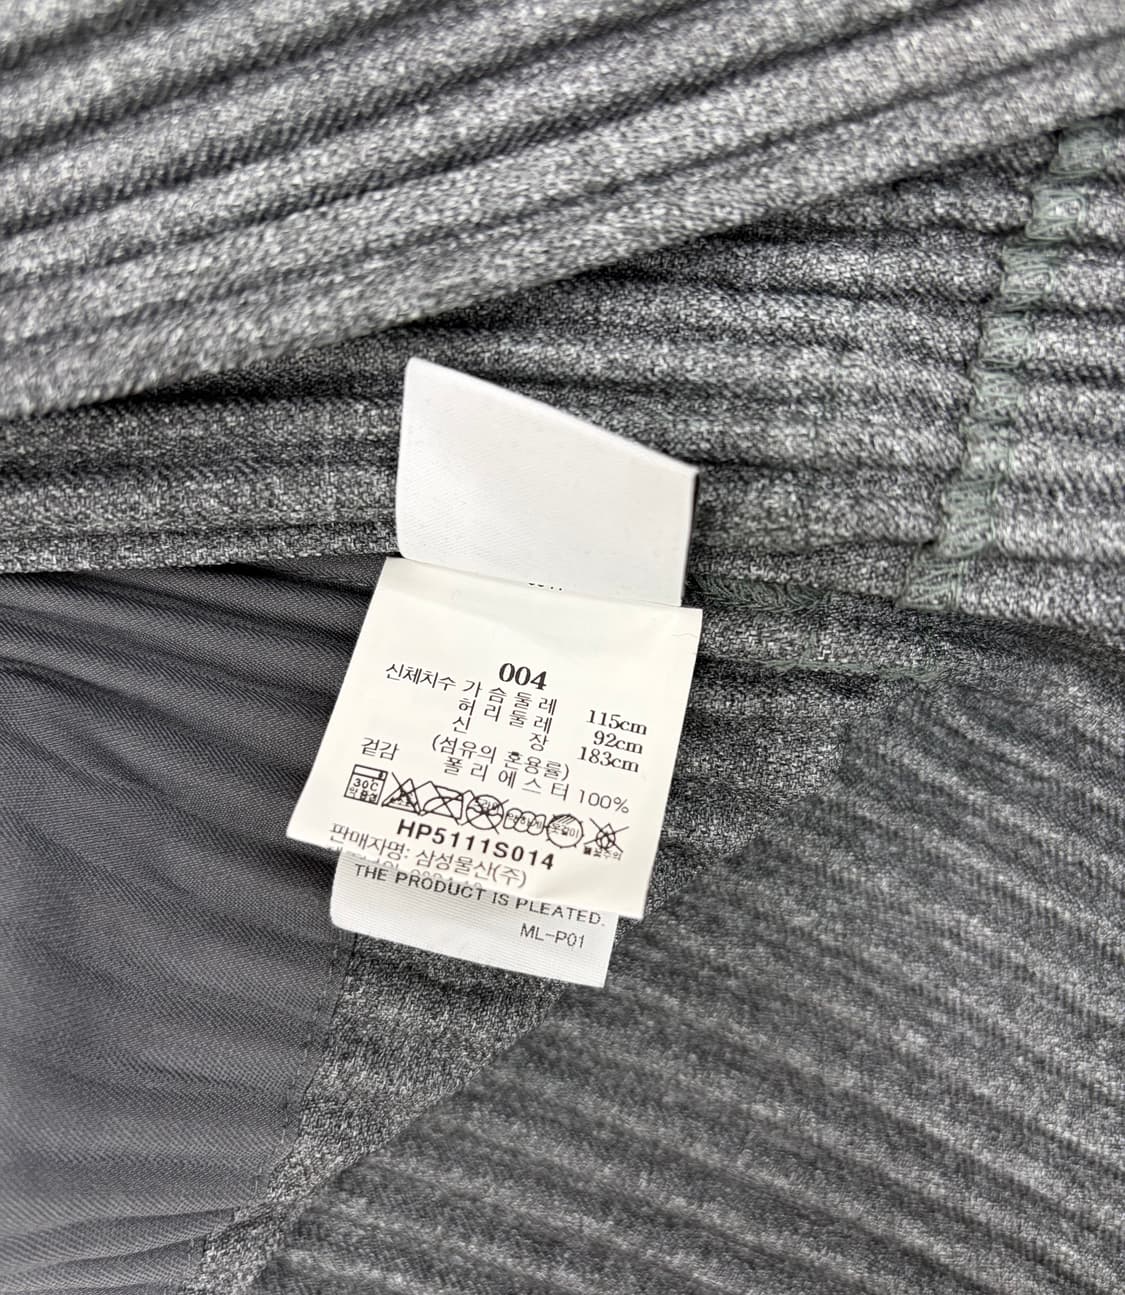 004
신체치수 가슴둘레 115cm
허리둘레 92cm
신장 183cm
(섬유의 혼용률)
겉감 폴리에스터 100%
30℃
HP5111S014
판매자명: 삼성물산(주)
THE PRODUCT IS PLEATED.
ML-P01